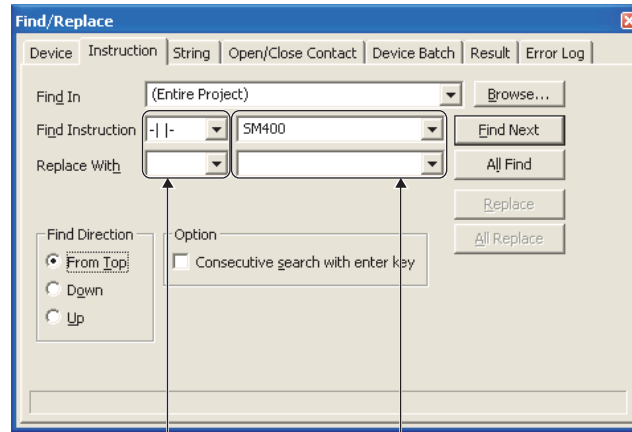 Find/Replace
Device Instruction String Open/Close Contact Device Batch Result Error Log
Find In (Entire Project) Browse...
Find Instruction -| |- SM400 Find Next
Replace With All Find
Replace
Find Direction Option All Replace
From Top Consecutive search with enter key
Down
Up